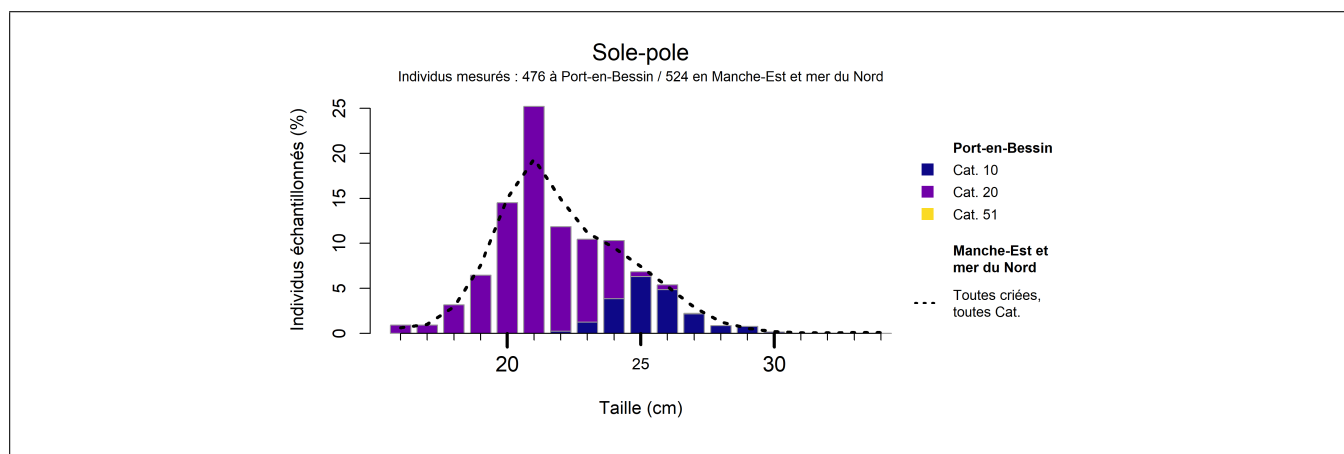 Sole-pole
Individus mesurés : 476 à Port-en-Bessin / 524 en Manche-Est et mer du Nord
Individus échantillonnés (%)
25
20
15
10
5
0
20
25
30
Taille (cm)
Port-en-Bessin
Cat. 10
Cat. 20
Cat. 51
Manche-Est et
mer du Nord
Toutes criées,
toutes Cat.